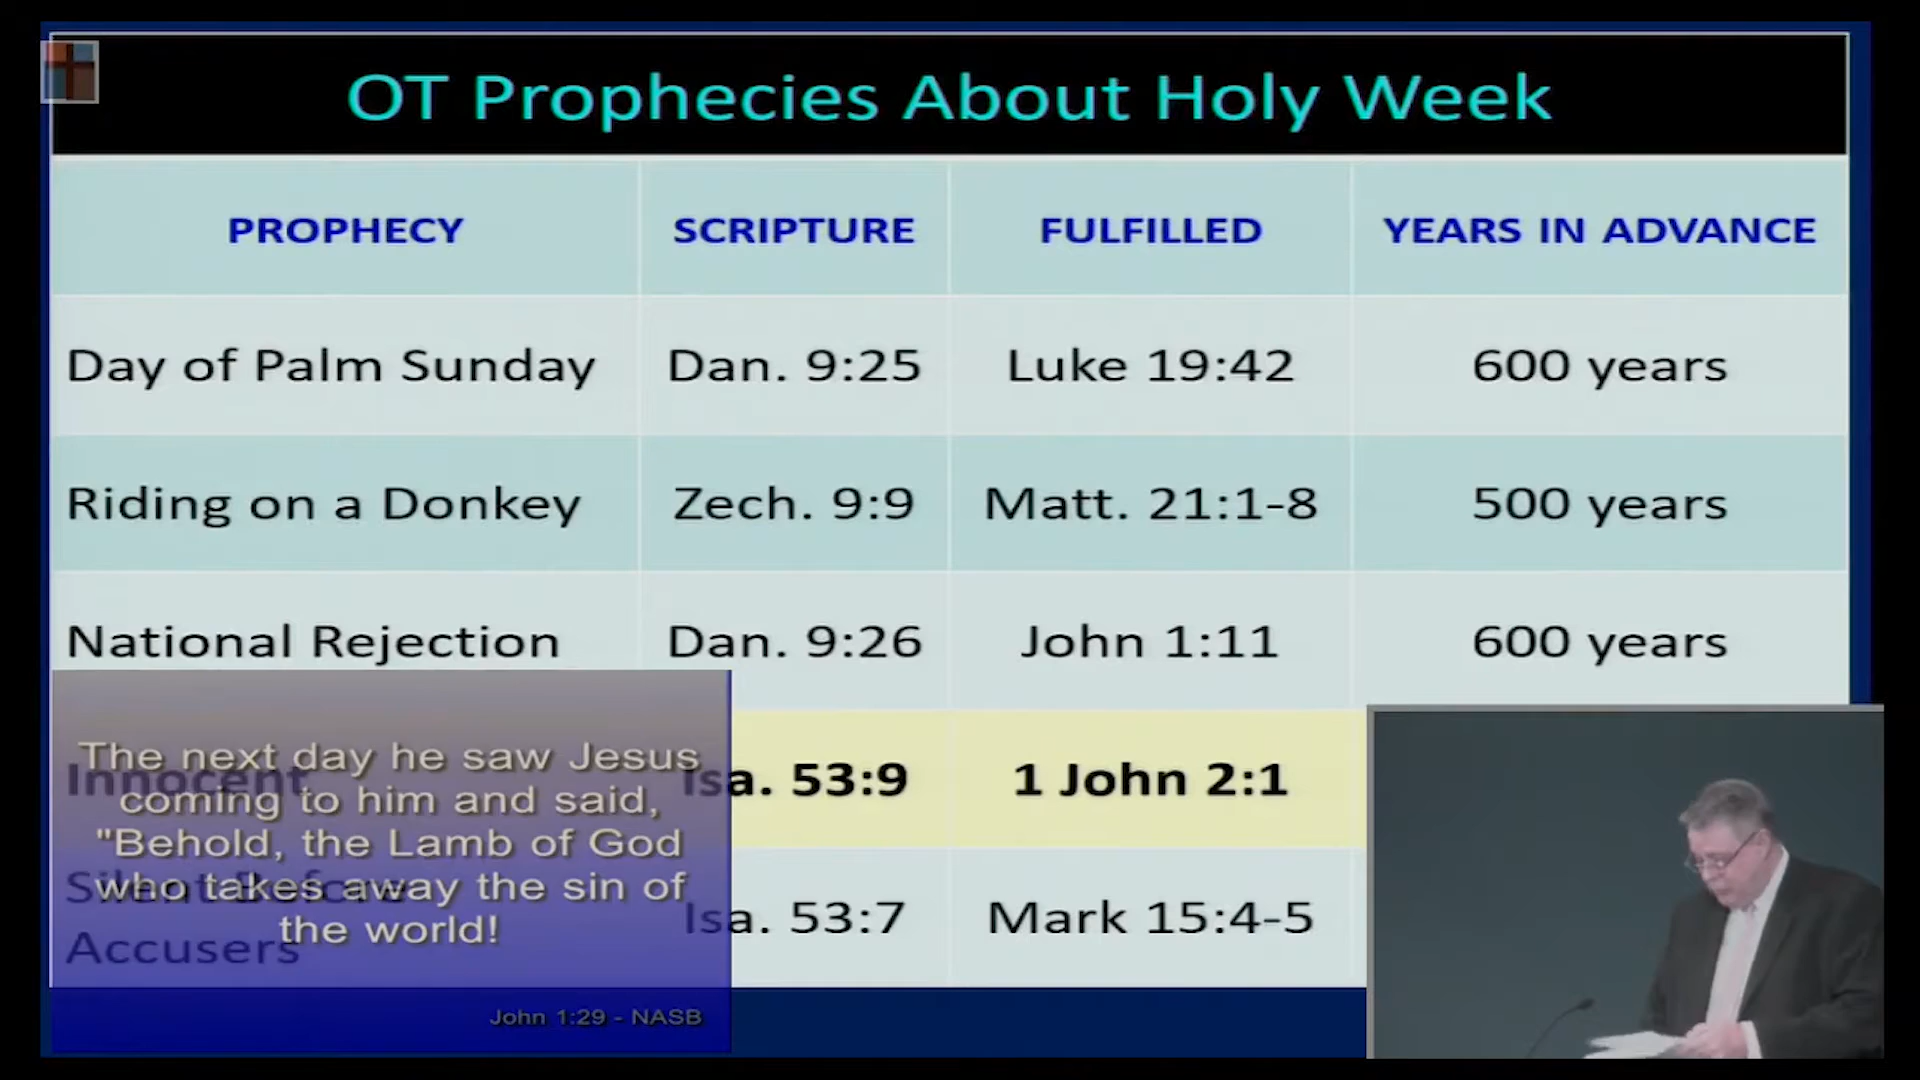 OT Prophecies About Holy Week
PROPHECY SCRIPTURE FULFILLED YEARS IN ADVANCE
Day of Palm Sunday Dan. 9:25 Luke 19:42 600 years
Riding on a Donkey Zech. 9:9 Matt. 21:1-8 500 years
National Rejection Dan. 9:26 John 1:11 600 years
Innocent Isa. 53:9 1 John 2:1
Silent Before Isa. 53:7 Mark 15:4-5
Accusers
The next day he saw Jesus
coming to him and said,
"Behold, the Lamb of God
who takes away the sin of
the world!
John 1:29 - NASB